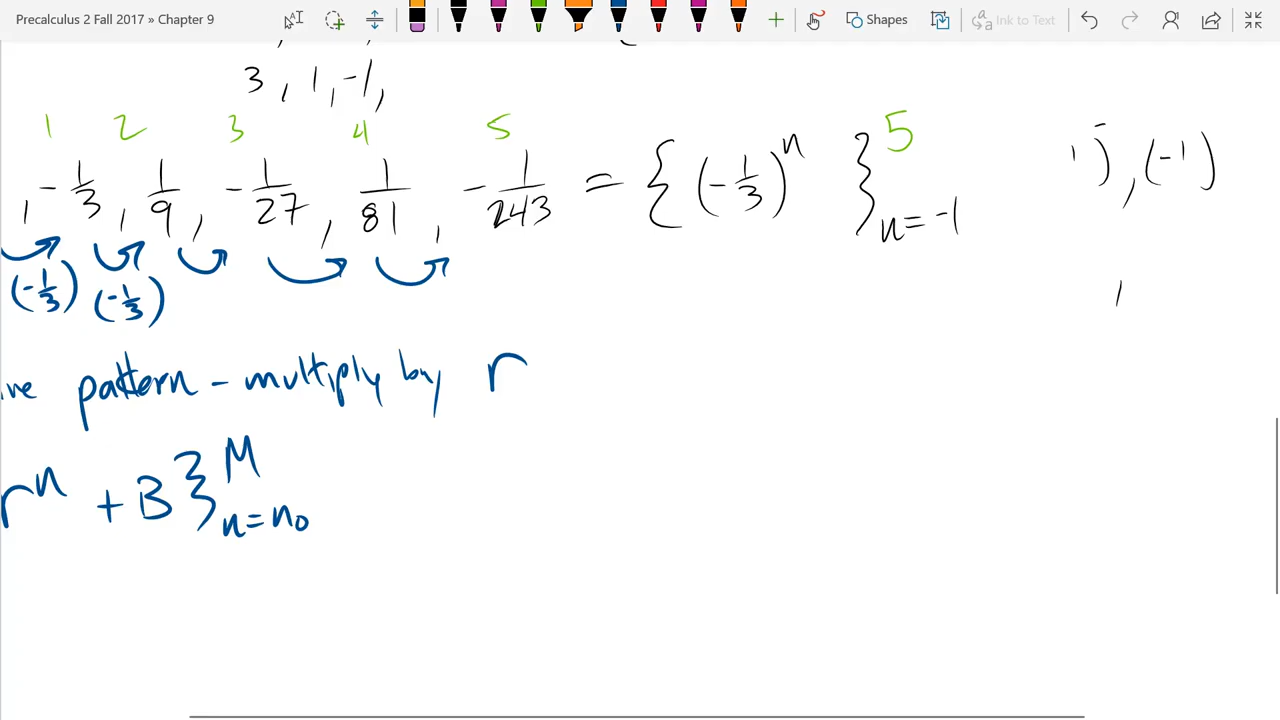 Precalculus 2 Fall 2017 » Chapter 9
Shapes
Ink to Text
3, 1, -1,
1 2 3 4 5
, -1/3, 1/9, -1/27, 1/81, -1/243 = {(-1/3)^n}_{n=-1}^5
), (-1)
(-1/3) (-1/3)
ive pattern - multiply by r
r^n + B}_{n=n0}^M